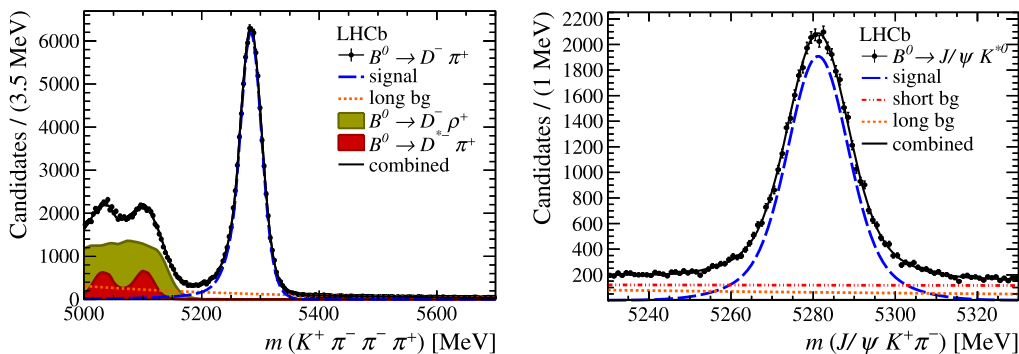 Candidates / (3.5 MeV)
6000
5000
4000
3000
2000
1000
0
LHCb
B⁰ → D⁻ π⁺
signal
long bg
B⁰ → D⁻ ρ⁺
B⁰ → D*⁻ π⁺
combined
5000 5200 5400 5600
m (K⁺ π⁻ π⁻ π⁺) [MeV]
Candidates / (1 MeV)
2200
2000
1800
1600
1400
1200
1000
800
600
400
200
LHCb
B⁰ → J/ψ K*⁰
signal
short bg
long bg
combined
5240 5260 5280 5300 5320
m (J/ψ K⁺π⁻) [MeV]